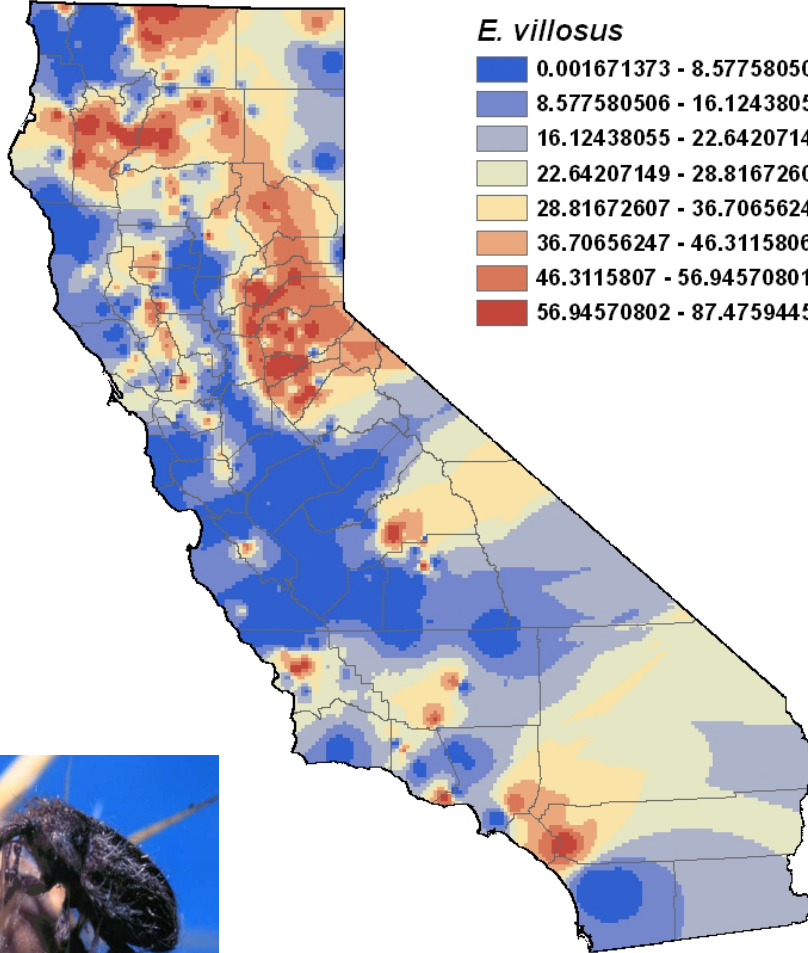 E. villosus
0.001671373 - 8.57758050
8.577580506 - 16.1243805
16.12438055 - 22.6420714
22.64207149 - 28.8167260
28.81672607 - 36.7065624
36.70656247 - 46.3115806
46.3115807 - 56.94570801
56.94570802 - 87.4759445